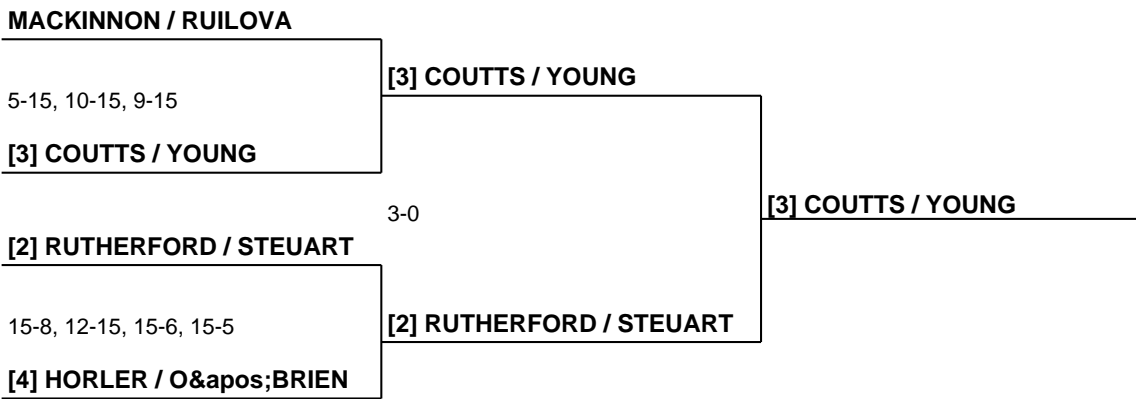 MACKINNON / RUILOVA
[3] COUTTS / YOUNG
5-15, 10-15, 9-15
[3] COUTTS / YOUNG
[3] COUTTS / YOUNG
3-0
[2] RUTHERFORD / STEUART
15-8, 12-15, 15-6, 15-5
[2] RUTHERFORD / STEUART
[4] HORLER / O&apos;BRIEN